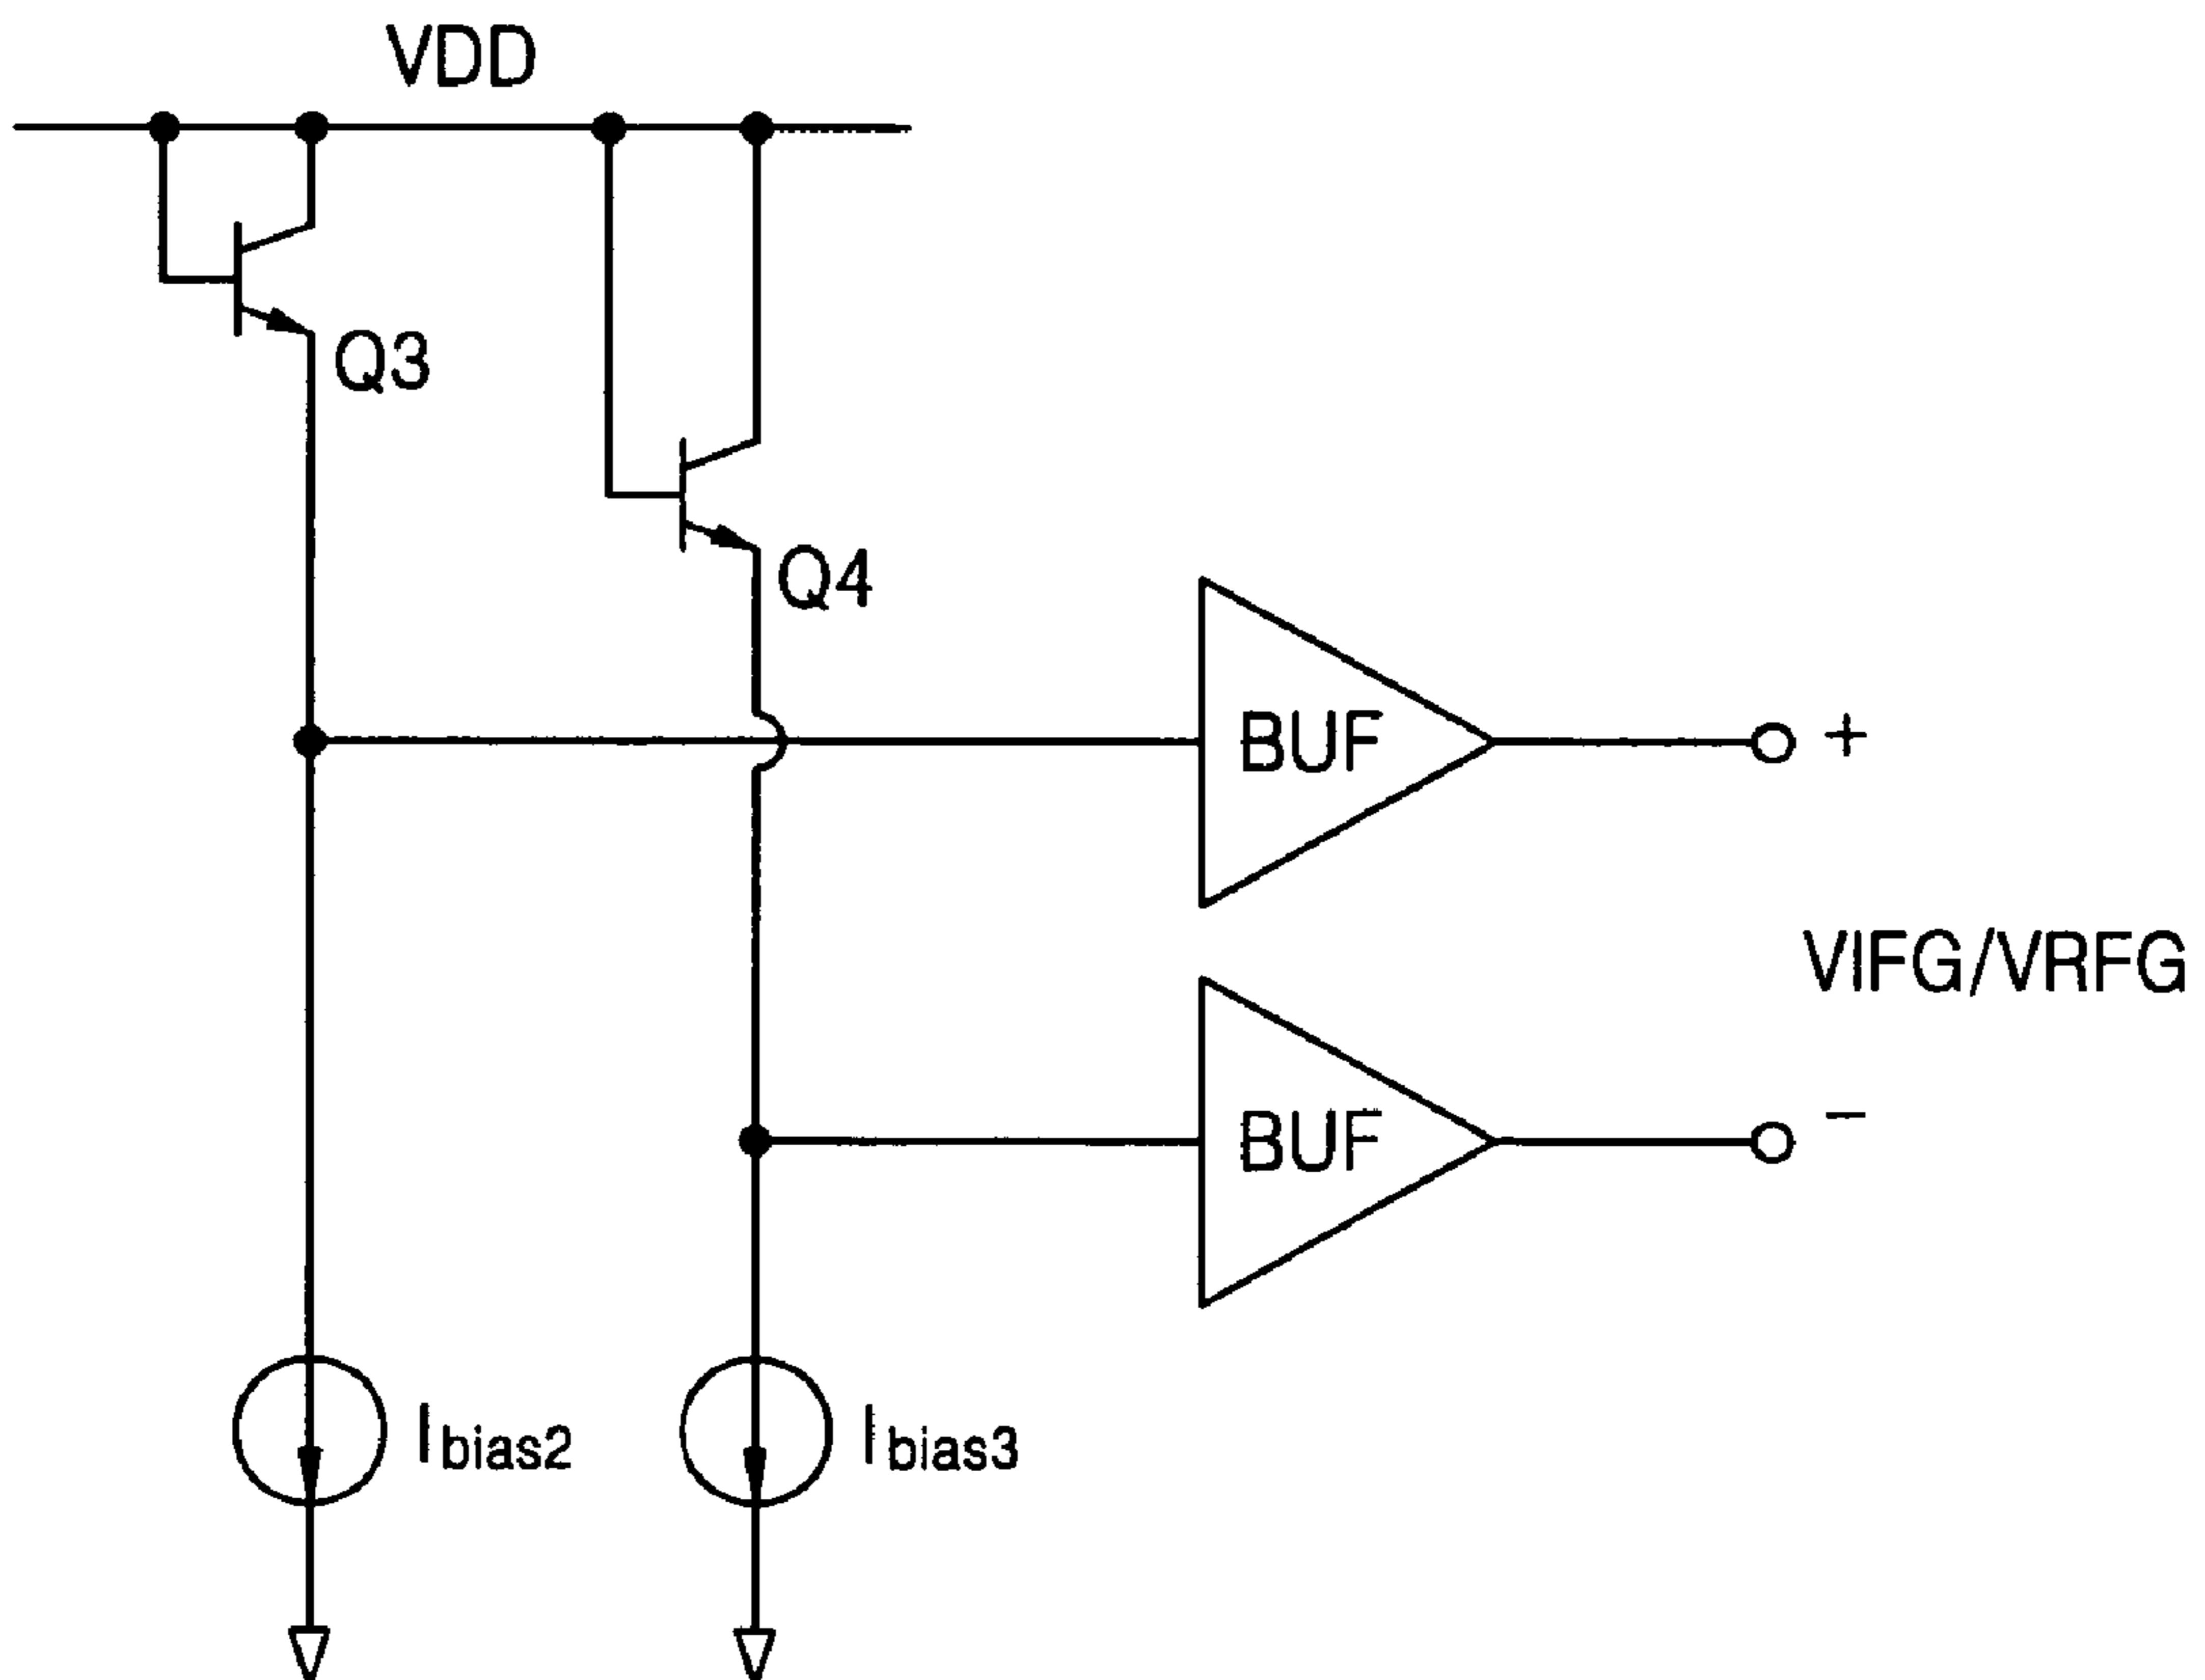 VDD
Q3
Q4
BUF
+
VIFG/VRFG
BUF
−
Ibias2
Ibias3